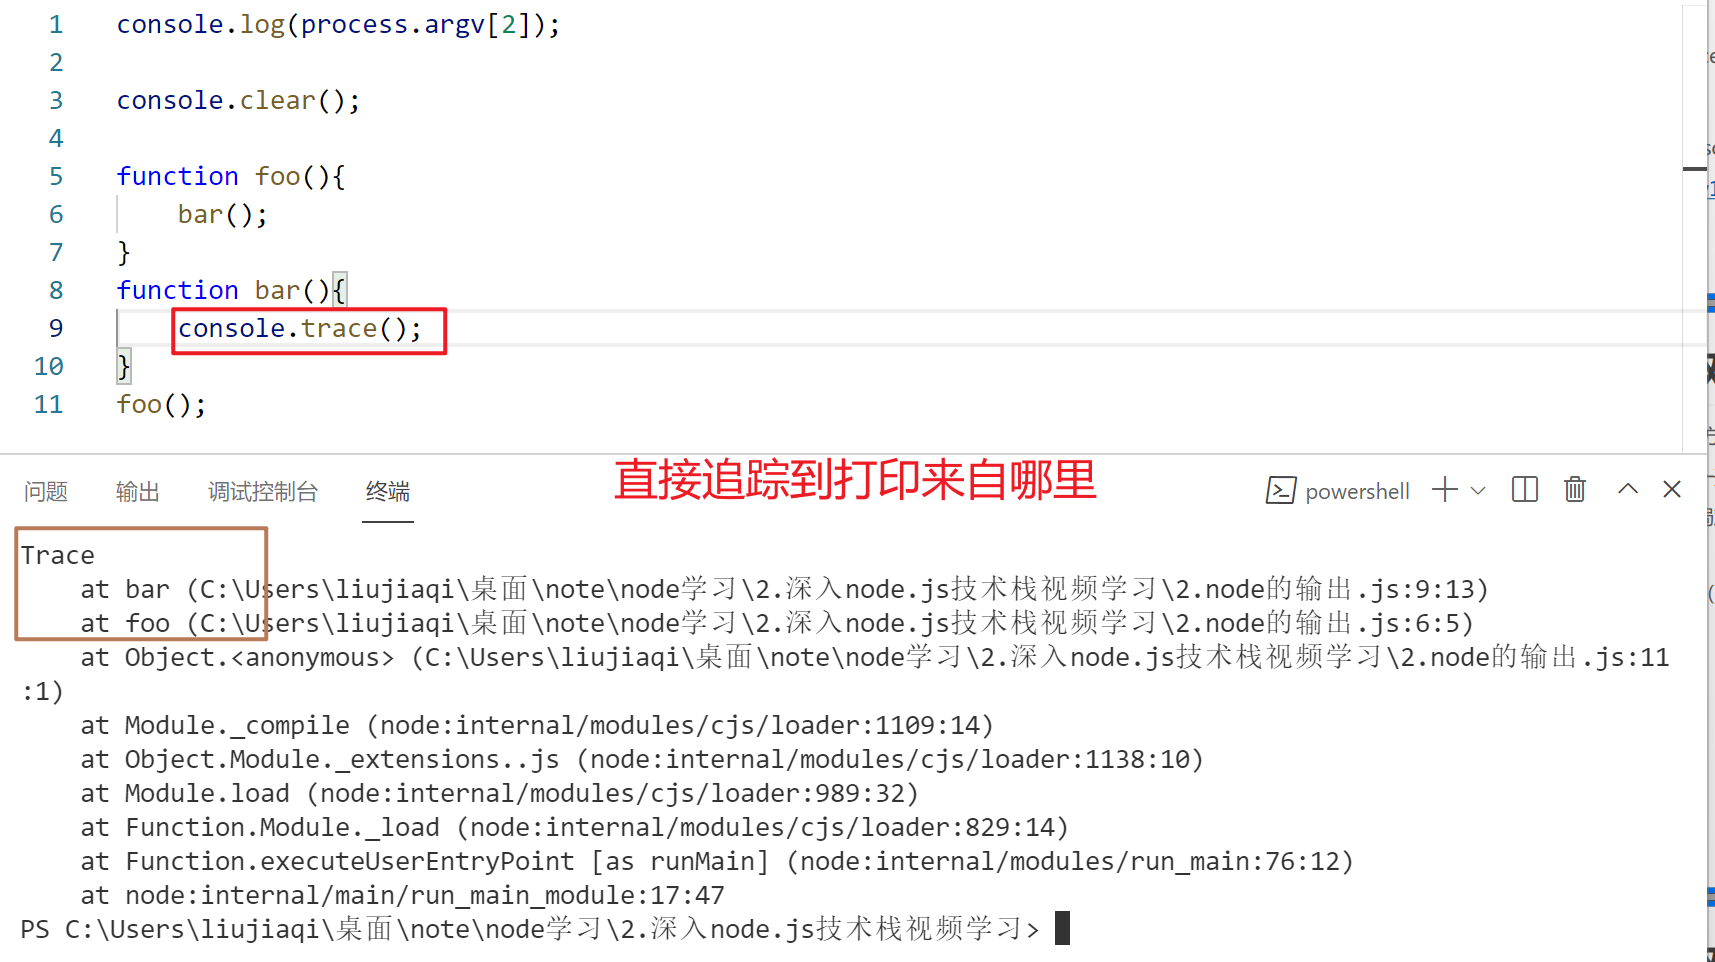 1 console.log(process.argv[2]);
2
3 console.clear();
4
5 function foo(){
6 bar();
7 }
8 function bar(){
9 console.trace();
10 }
11 foo();
直接追踪到打印来自哪里
问题 输出 调试控制台 终端 powershell
Trace
at bar (C:\Users\liujiaqi\桌面\note\node学习\2.深入node.js技术栈视频学习\2.node的输出.js:9:13)
at foo (C:\Users\liujiaqi\桌面\note\node学习\2.深入node.js技术栈视频学习\2.node的输出.js:6:5)
at Object.<anonymous> (C:\Users\liujiaqi\桌面\note\node学习\2.深入node.js技术栈视频学习\2.node的输出.js:11
:1)
at Module._compile (node:internal/modules/cjs/loader:1109:14)
at Object.Module._extensions..js (node:internal/modules/cjs/loader:1138:10)
at Module.load (node:internal/modules/cjs/loader:989:32)
at Function.Module._load (node:internal/modules/cjs/loader:829:14)
at Function.executeUserEntryPoint [as runMain] (node:internal/modules/run_main:76:12)
at node:internal/main/run_main_module:17:47
PS C:\Users\liujiaqi\桌面\note\node学习\2.深入node.js技术栈视频学习>